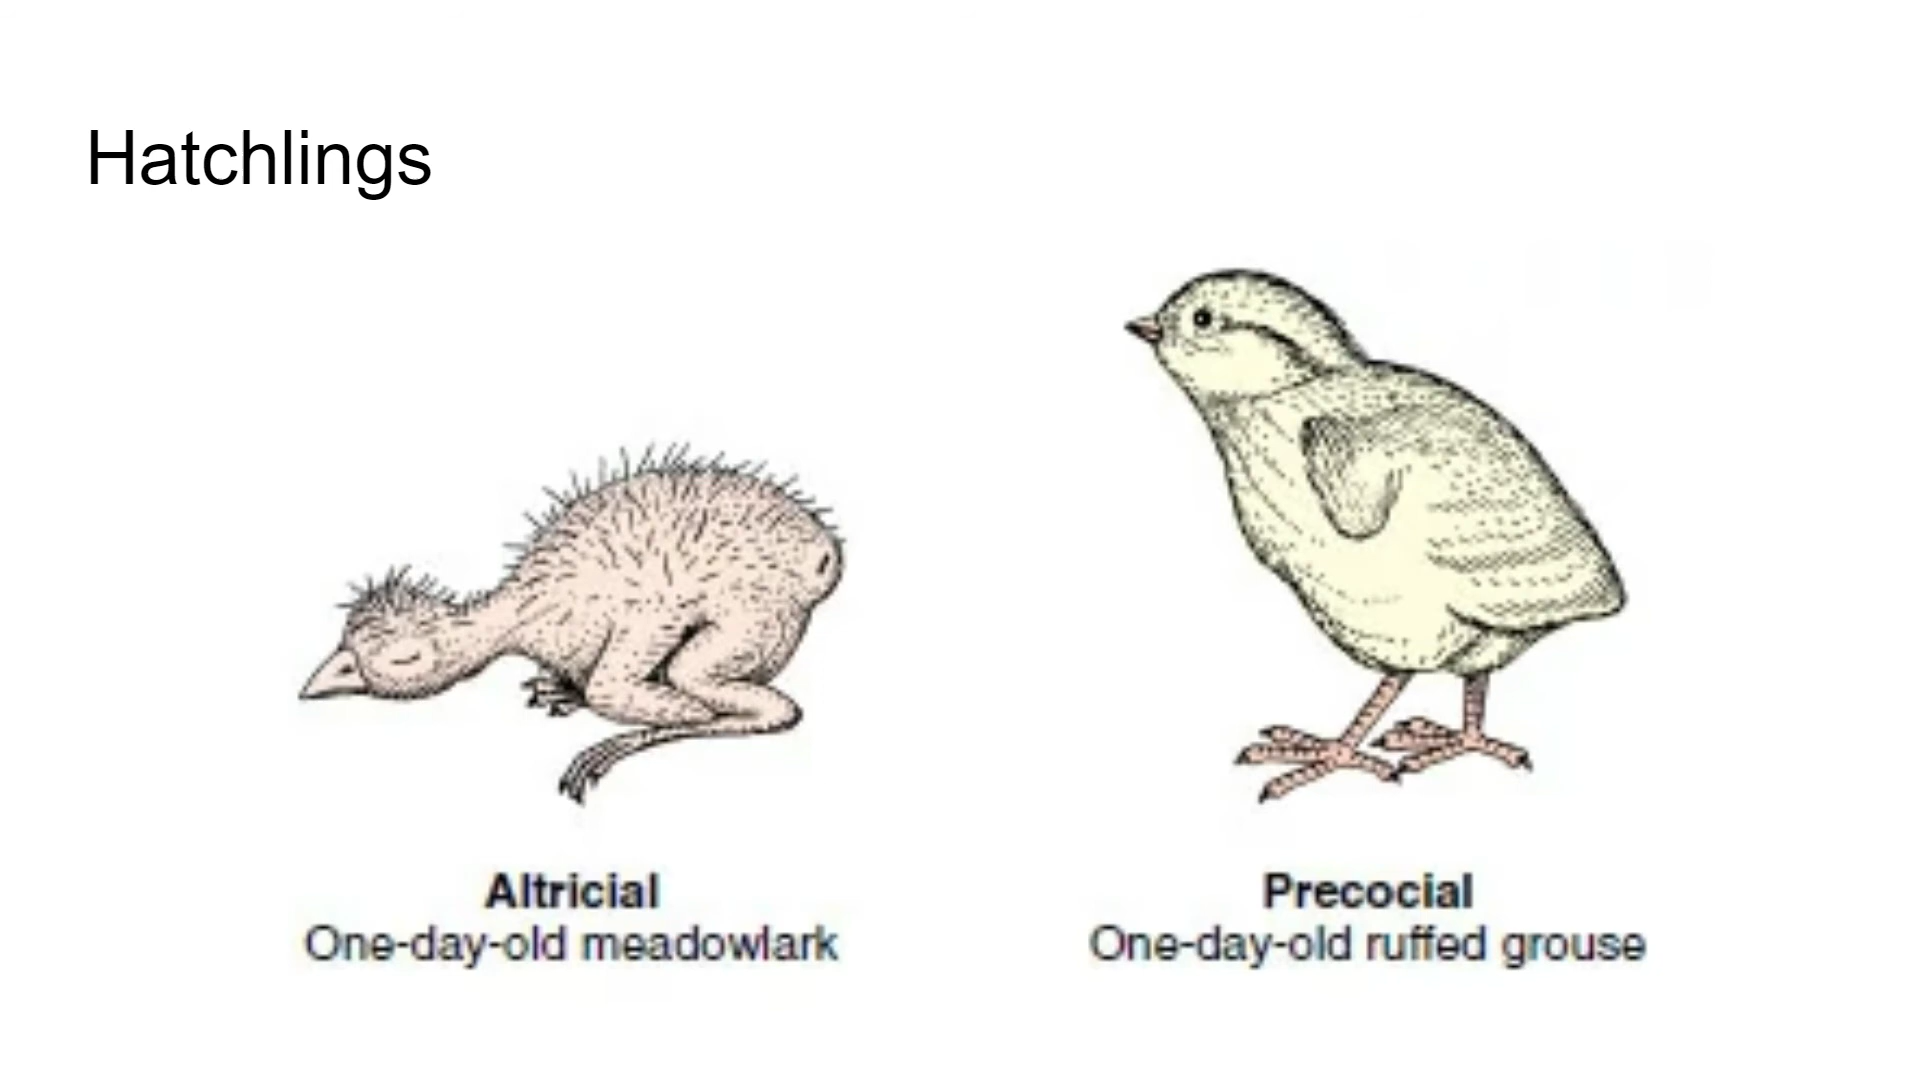 Hatchlings
Altricial
One-day-old meadowlark
Precocial
One-day-old ruffed grouse